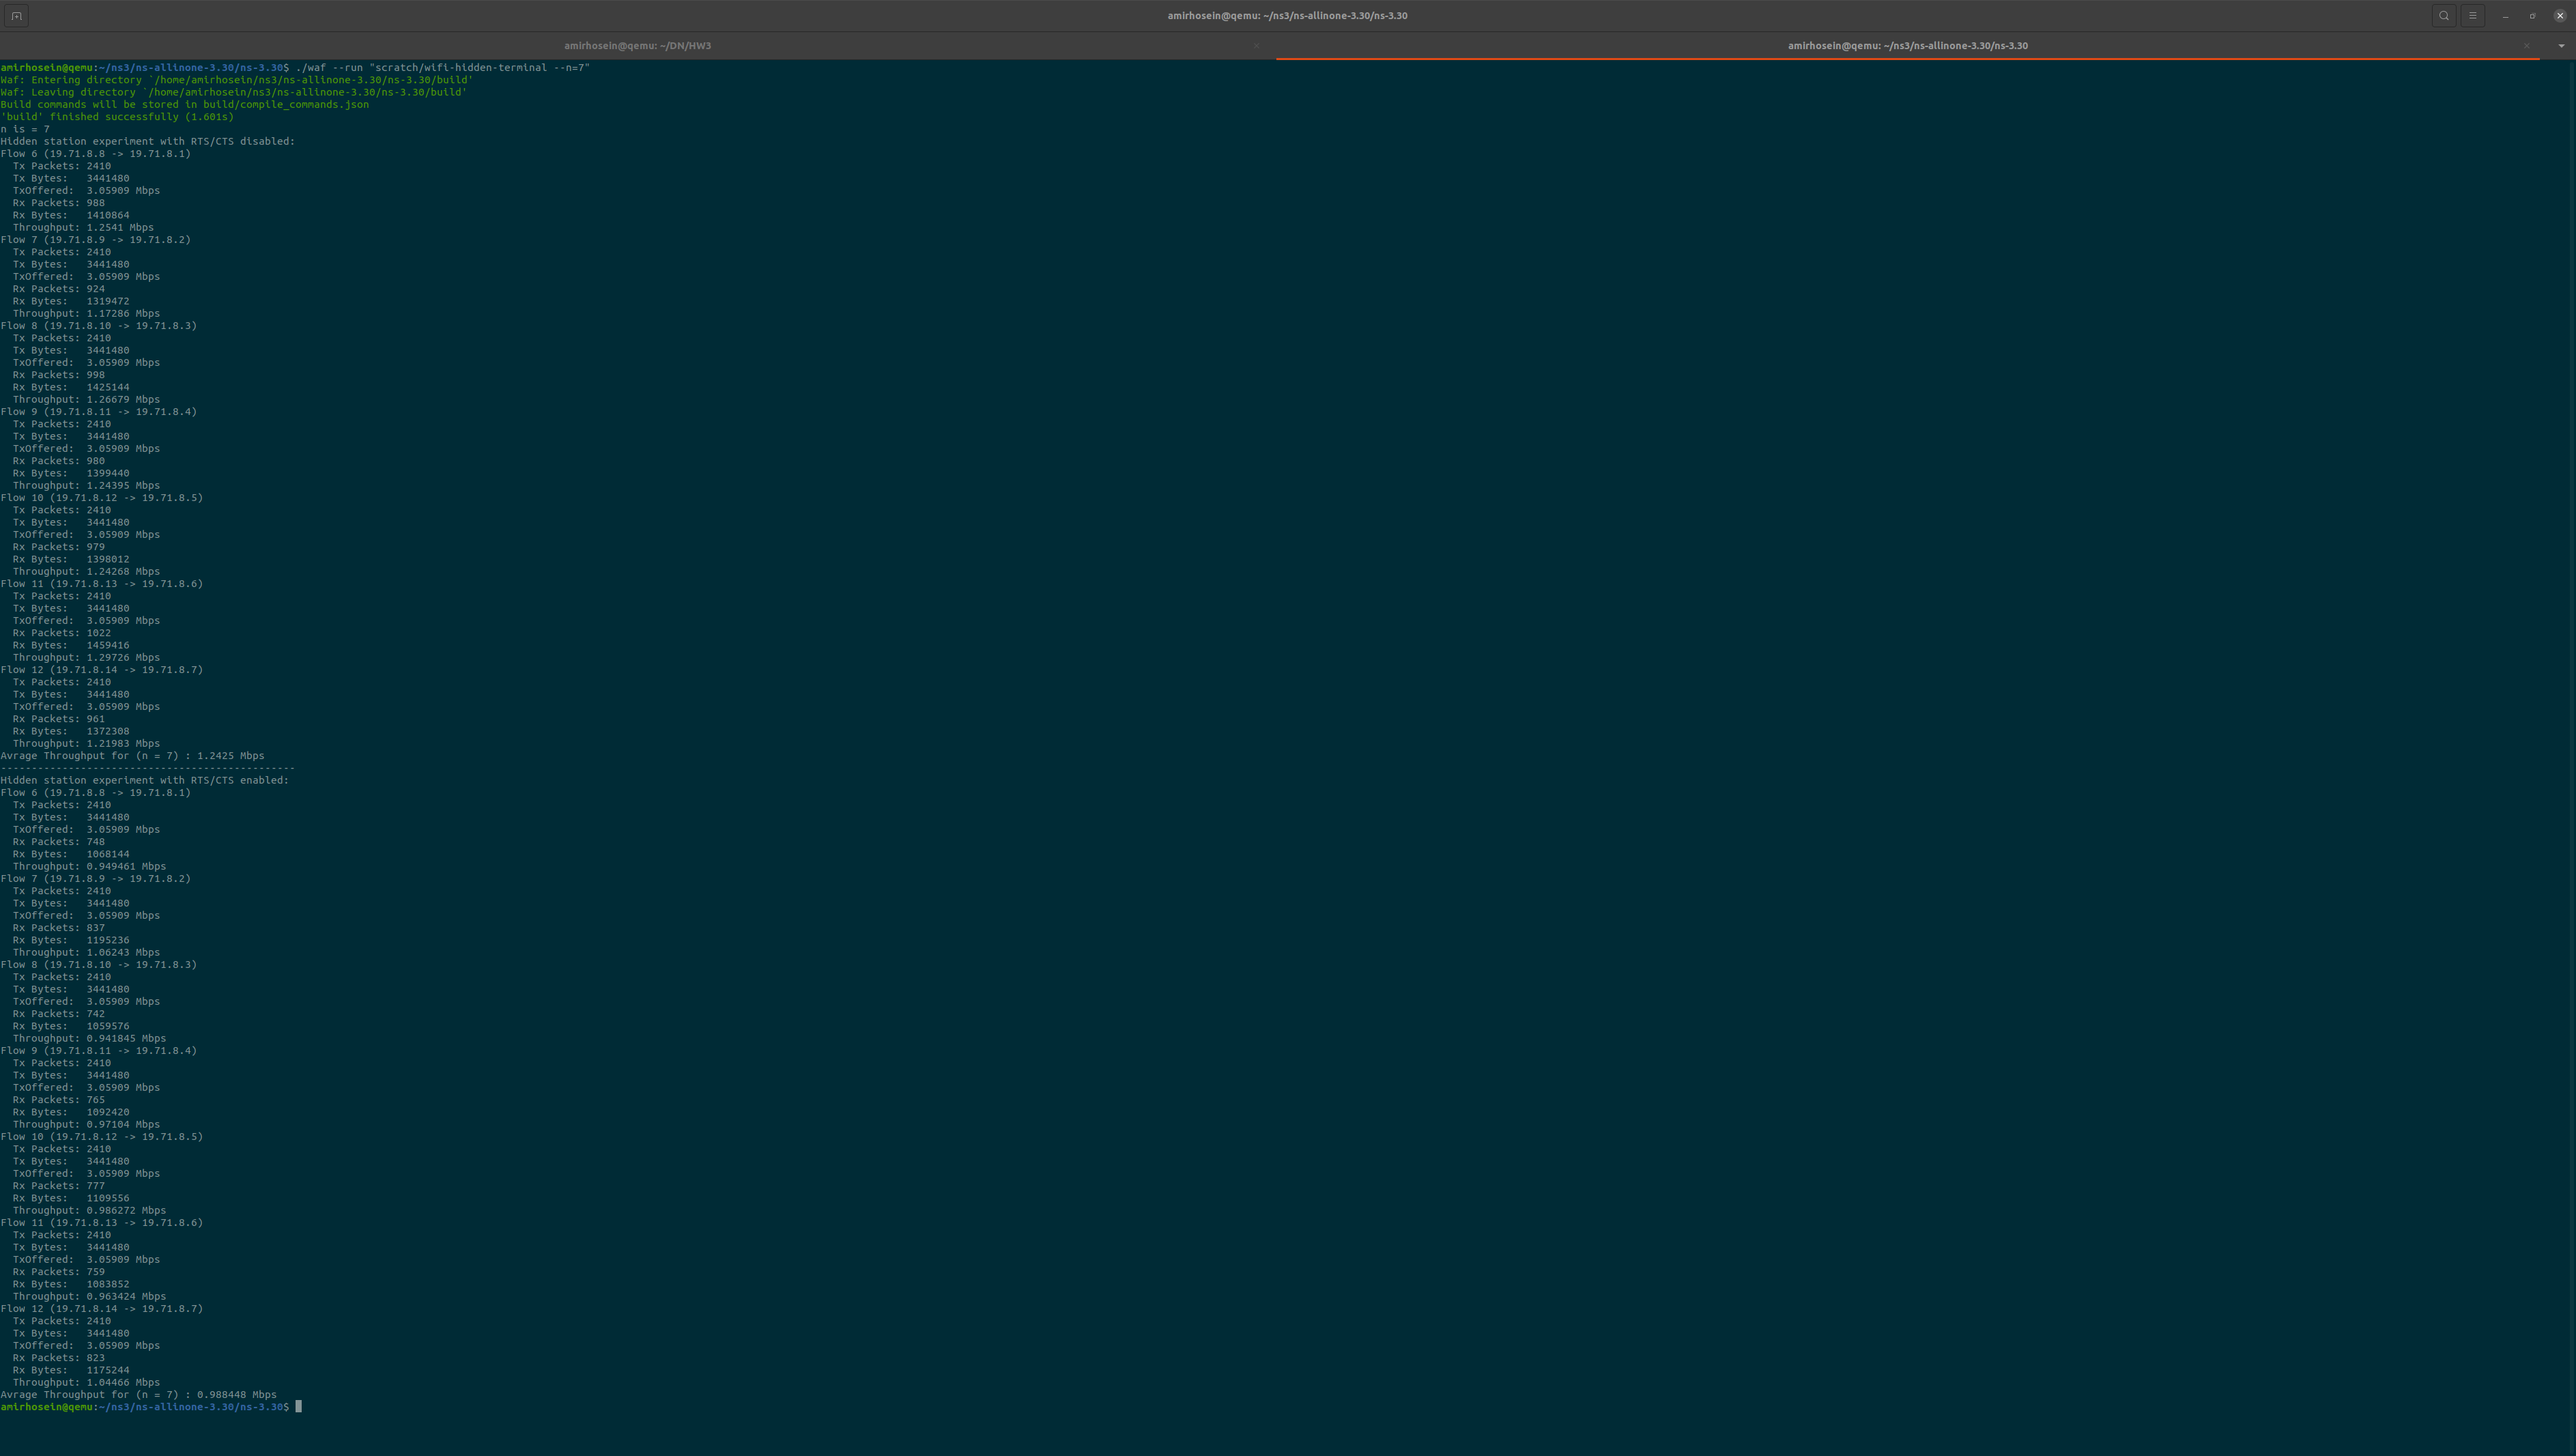 amirhosein@qemu: ~/ns3/ns-allinone-3.30/ns-3.30
amirhosein@qemu: ~/DN/HW3
amirhosein@qemu: ~/ns3/ns-allinone-3.30/ns-3.30
amirhosein@qemu:~/ns3/ns-allinone-3.30/ns-3.30$ ./waf --run "scratch/wifi-hidden-terminal --n=7"
Waf: Entering directory `/home/amirhosein/ns3/ns-allinone-3.30/ns-3.30/build'
Waf: Leaving directory `/home/amirhosein/ns3/ns-allinone-3.30/ns-3.30/build'
Build commands will be stored in build/compile_commands.json
'build' finished successfully (1.601s)
n is = 7
Hidden station experiment with RTS/CTS disabled:
Flow 6 (19.71.8.8 -> 19.71.8.1)
  Tx Packets: 2410
  Tx Bytes:   3441480
  TxOffered:  3.05909 Mbps
  Rx Packets: 988
  Rx Bytes:   1410864
  Throughput: 1.2541 Mbps
Flow 7 (19.71.8.9 -> 19.71.8.2)
  Tx Packets: 2410
  Tx Bytes:   3441480
  TxOffered:  3.05909 Mbps
  Rx Packets: 924
  Rx Bytes:   1319472
  Throughput: 1.17286 Mbps
Flow 8 (19.71.8.10 -> 19.71.8.3)
  Tx Packets: 2410
  Tx Bytes:   3441480
  TxOffered:  3.05909 Mbps
  Rx Packets: 998
  Rx Bytes:   1425144
  Throughput: 1.26679 Mbps
Flow 9 (19.71.8.11 -> 19.71.8.4)
  Tx Packets: 2410
  Tx Bytes:   3441480
  TxOffered:  3.05909 Mbps
  Rx Packets: 980
  Rx Bytes:   1399440
  Throughput: 1.24395 Mbps
Flow 10 (19.71.8.12 -> 19.71.8.5)
  Tx Packets: 2410
  Tx Bytes:   3441480
  TxOffered:  3.05909 Mbps
  Rx Packets: 979
  Rx Bytes:   1398012
  Throughput: 1.24268 Mbps
Flow 11 (19.71.8.13 -> 19.71.8.6)
  Tx Packets: 2410
  Tx Bytes:   3441480
  TxOffered:  3.05909 Mbps
  Rx Packets: 1022
  Rx Bytes:   1459416
  Throughput: 1.29726 Mbps
Flow 12 (19.71.8.14 -> 19.71.8.7)
  Tx Packets: 2410
  Tx Bytes:   3441480
  TxOffered:  3.05909 Mbps
  Rx Packets: 961
  Rx Bytes:   1372308
  Throughput: 1.21983 Mbps
Avrage Throughput for (n = 7) : 1.2425 Mbps
------------------------------------------------
Hidden station experiment with RTS/CTS enabled:
Flow 6 (19.71.8.8 -> 19.71.8.1)
  Tx Packets: 2410
  Tx Bytes:   3441480
  TxOffered:  3.05909 Mbps
  Rx Packets: 748
  Rx Bytes:   1068144
  Throughput: 0.949461 Mbps
Flow 7 (19.71.8.9 -> 19.71.8.2)
  Tx Packets: 2410
  Tx Bytes:   3441480
  TxOffered:  3.05909 Mbps
  Rx Packets: 837
  Rx Bytes:   1195236
  Throughput: 1.06243 Mbps
Flow 8 (19.71.8.10 -> 19.71.8.3)
  Tx Packets: 2410
  Tx Bytes:   3441480
  TxOffered:  3.05909 Mbps
  Rx Packets: 742
  Rx Bytes:   1059576
  Throughput: 0.941845 Mbps
Flow 9 (19.71.8.11 -> 19.71.8.4)
  Tx Packets: 2410
  Tx Bytes:   3441480
  TxOffered:  3.05909 Mbps
  Rx Packets: 765
  Rx Bytes:   1092420
  Throughput: 0.97104 Mbps
Flow 10 (19.71.8.12 -> 19.71.8.5)
  Tx Packets: 2410
  Tx Bytes:   3441480
  TxOffered:  3.05909 Mbps
  Rx Packets: 777
  Rx Bytes:   1109556
  Throughput: 0.986272 Mbps
Flow 11 (19.71.8.13 -> 19.71.8.6)
  Tx Packets: 2410
  Tx Bytes:   3441480
  TxOffered:  3.05909 Mbps
  Rx Packets: 759
  Rx Bytes:   1083852
  Throughput: 0.963424 Mbps
Flow 12 (19.71.8.14 -> 19.71.8.7)
  Tx Packets: 2410
  Tx Bytes:   3441480
  TxOffered:  3.05909 Mbps
  Rx Packets: 823
  Rx Bytes:   1175244
  Throughput: 1.04466 Mbps
Avrage Throughput for (n = 7) : 0.988448 Mbps
amirhosein@qemu:~/ns3/ns-allinone-3.30/ns-3.30$